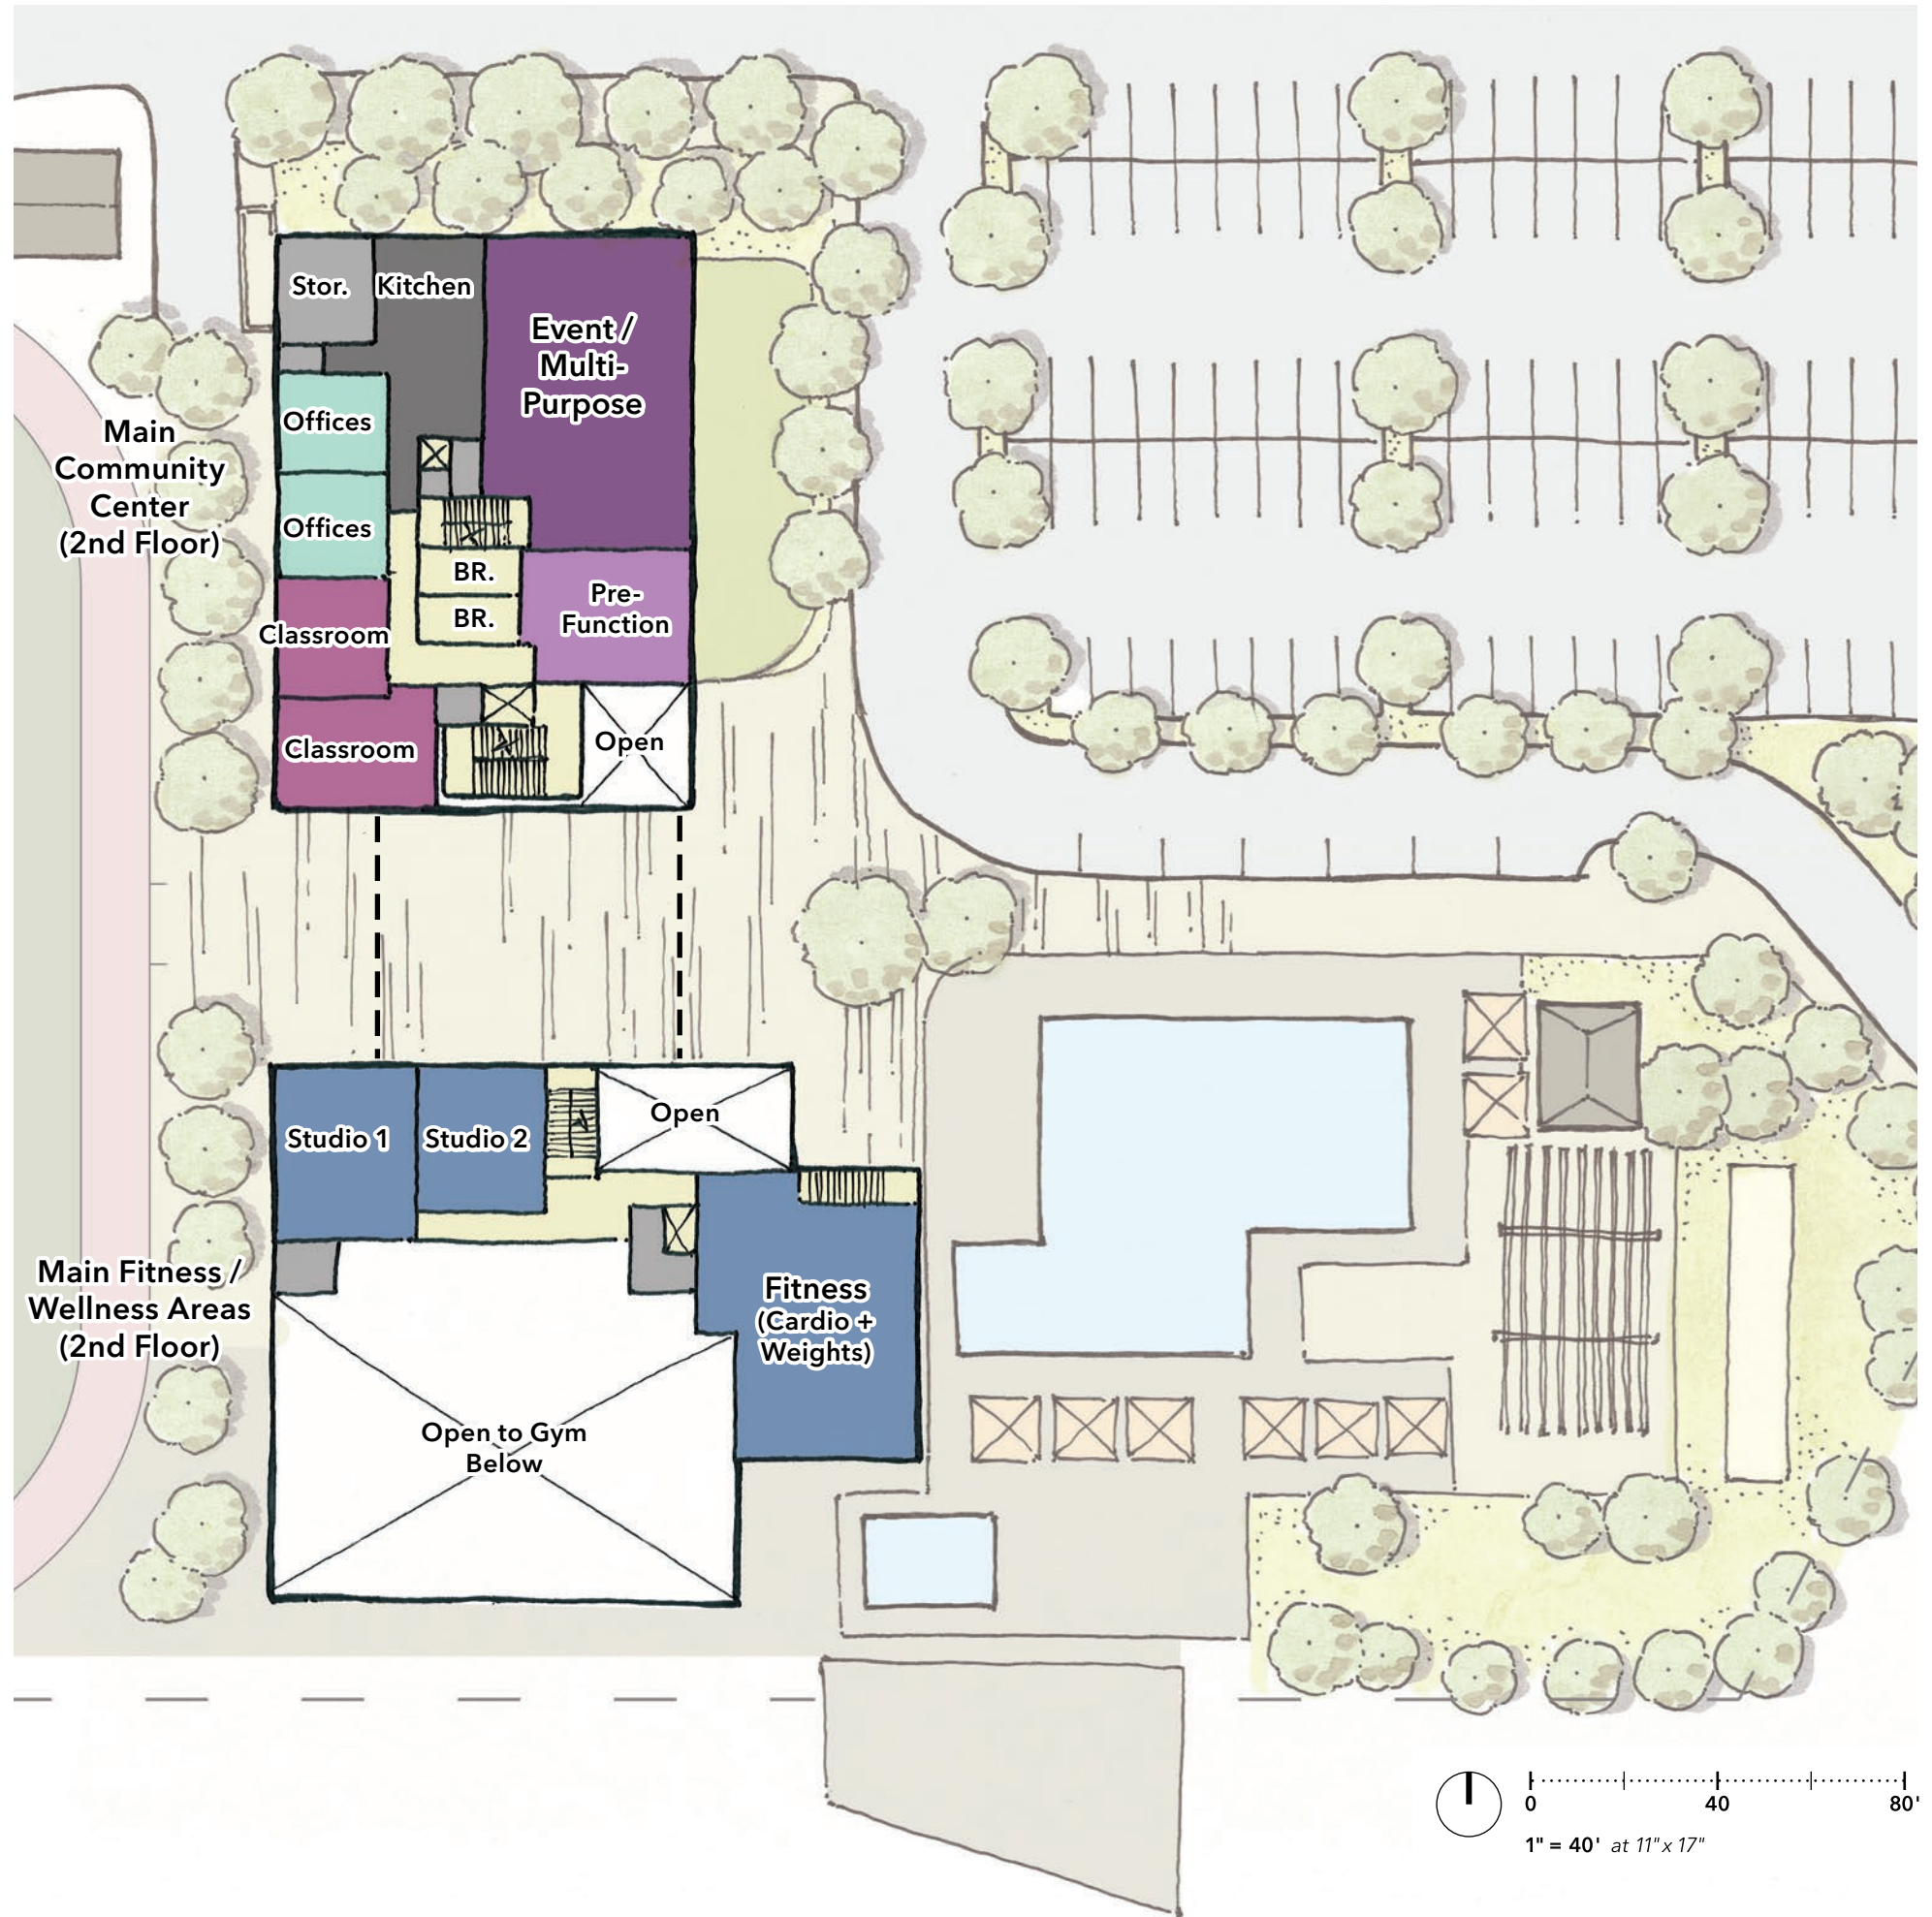 Stor.
Kitchen
Event /
Multi-
Purpose
Offices
Main
Community
Center
(2nd Floor)
Offices
BR.
BR.
Pre-
Function
Classroom
Classroom
Open
Open
Studio 1
Studio 2
Main Fitness /
Wellness Areas
(2nd Floor)
Fitness
(Cardio +
Weights)
Open to Gym
Below
0
40
80'
1" = 40' at 11"x 17"